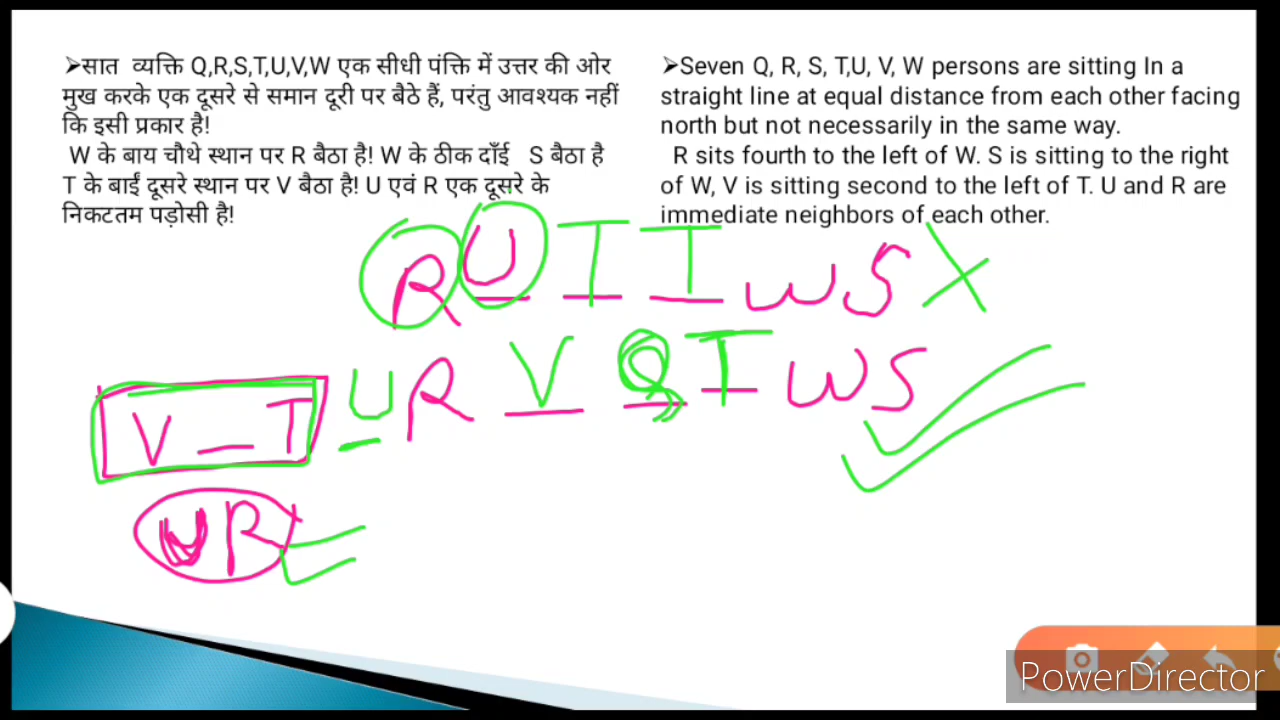 ➤सात व्यक्ति Q,R,S,T,U,V,W एक सीधी पंक्ति में उत्तर की ओर
मुख करके एक दूसरे से समान दूरी पर बैठे हैं, परंतु आवश्यक नहीं
कि इसी प्रकार है!
W के बाय चौथे स्थान पर R बैठा है! W के ठीक दाँई S बैठा है
T के बाईं दूसरे स्थान पर V बैठा है! U एवं R एक दूसरे के
निकटतम पड़ोसी है!
➤Seven Q, R, S, T,U, V, W persons are sitting In a
straight line at equal distance from each other facing
north but not necessarily in the same way.
R sits fourth to the left of W. S is sitting to the right
of W, V is sitting second to the left of T. U and R are
immediate neighbors of each other.
R U T T W S
V _ T U R V Q T W S
U R
PowerDirector